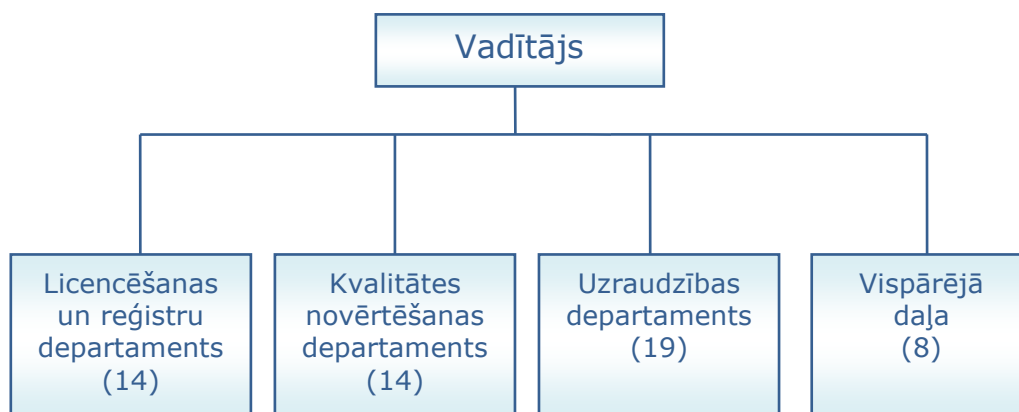 Vadītājs
Licencēšanas
un reģistru
departaments
(14)
Kvalitātes
novērtēšanas
departaments
(14)
Uzraudzības
departaments
(19)
Vispārējā
daļa
(8)